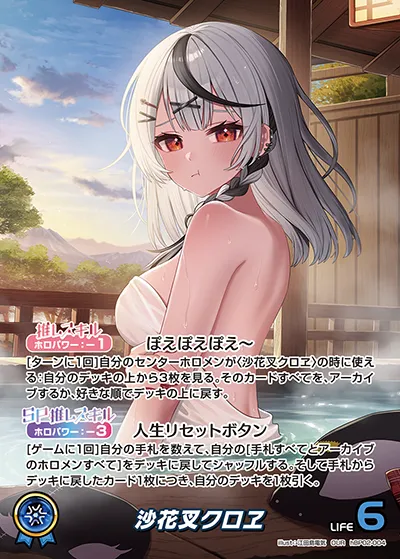 推しスキル
ホロパワー:-1
ぽえぽえぽえ~
[ターンに1回]自分のセンターホロメンが〈沙花叉クロヱ〉の時に使え
る:自分のデッキの上から3枚を見る。そのカードすべてを、アーカイ
ブするか、好きな順でデッキの上に戻す。
SP推しスキル
ホロパワー:-3
人生リセットボタン
[ゲームに1回]自分の手札を数えて、自分の[手札すべてとアーカイブ
のホロメンすべて]をデッキに戻してシャッフルする。そして手札から
デッキに戻したカード1枚につき、自分のデッキを1枚引く。
沙花叉クロヱ
LIFE 6
illust:江田島電気 OUR hBP02-004